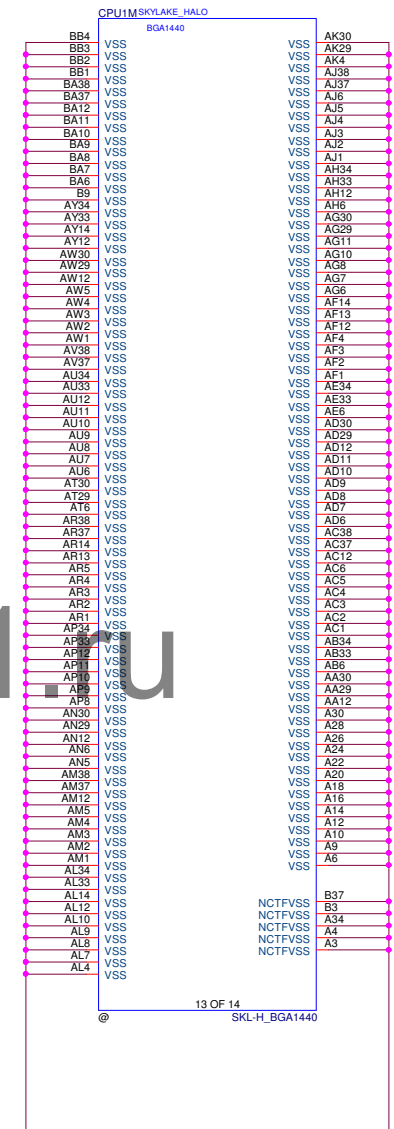 CPU1M SKYLAKE_HALO
BGA1440
BB4 VSS VSS AK30
BB3 VSS VSS AK29
BB2 VSS VSS AK4
BB1 VSS VSS AJ38
BA38 VSS VSS AJ37
BA37 VSS VSS AJ6
BA12 VSS VSS AJ5
BA11 VSS VSS AJ4
BA10 VSS VSS AJ3
BA9 VSS VSS AJ2
BA8 VSS VSS AJ1
BA7 VSS VSS AH34
BA6 VSS VSS AH33
B9 VSS VSS AH12
AY34 VSS VSS AH6
AY33 VSS VSS AG30
AY14 VSS VSS AG29
AY12 VSS VSS AG11
AW30 VSS VSS AG10
AW29 VSS VSS AG8
AW12 VSS VSS AG7
AW5 VSS VSS AG6
AW4 VSS VSS AF14
AW3 VSS VSS AF13
AW2 VSS VSS AF12
AW1 VSS VSS AF4
AV38 VSS VSS AF3
AV37 VSS VSS AF2
AU34 VSS VSS AF1
AU33 VSS VSS AE34
AU12 VSS VSS AE33
AU11 VSS VSS AE6
AU10 VSS VSS AD30
AU9 VSS VSS AD29
AU8 VSS VSS AD12
AU7 VSS VSS AD11
AU6 VSS VSS AD10
AT30 VSS VSS AD9
AT29 VSS VSS AD8
AT6 VSS VSS AD7
AR38 VSS VSS AD6
AR37 VSS VSS AC38
AR14 VSS VSS AC37
AR13 VSS VSS AC12
AR5 VSS VSS AC6
AR4 VSS VSS AC5
AR3 VSS VSS AC4
AR2 VSS VSS AC3
AR1 VSS VSS AC2
AP34 VSS VSS AC1
AP33 VSS VSS AB34
AP12 VSS VSS AB33
AP11 VSS VSS AB6
AP10 VSS VSS AA30
AP9 VSS VSS AA29
AP8 VSS VSS AA12
AN30 VSS VSS A30
AN29 VSS VSS A28
AN12 VSS VSS A26
AN6 VSS VSS A24
AN5 VSS VSS A22
AM38 VSS VSS A20
AM37 VSS VSS A18
AM12 VSS VSS A16
AM5 VSS VSS A14
AM4 VSS VSS A12
AM3 VSS VSS A10
AM2 VSS VSS A9
AM1 VSS VSS A6
AL34 VSS
AL33 VSS
AL14 VSS NCTFVSS B37
AL12 VSS NCTFVSS B3
AL10 VSS NCTFVSS A34
AL9 VSS NCTFVSS A4
AL8 VSS NCTFVSS A3
AL7 VSS
AL4 VSS
13 OF 14
@ SKL-H_BGA1440
.ru